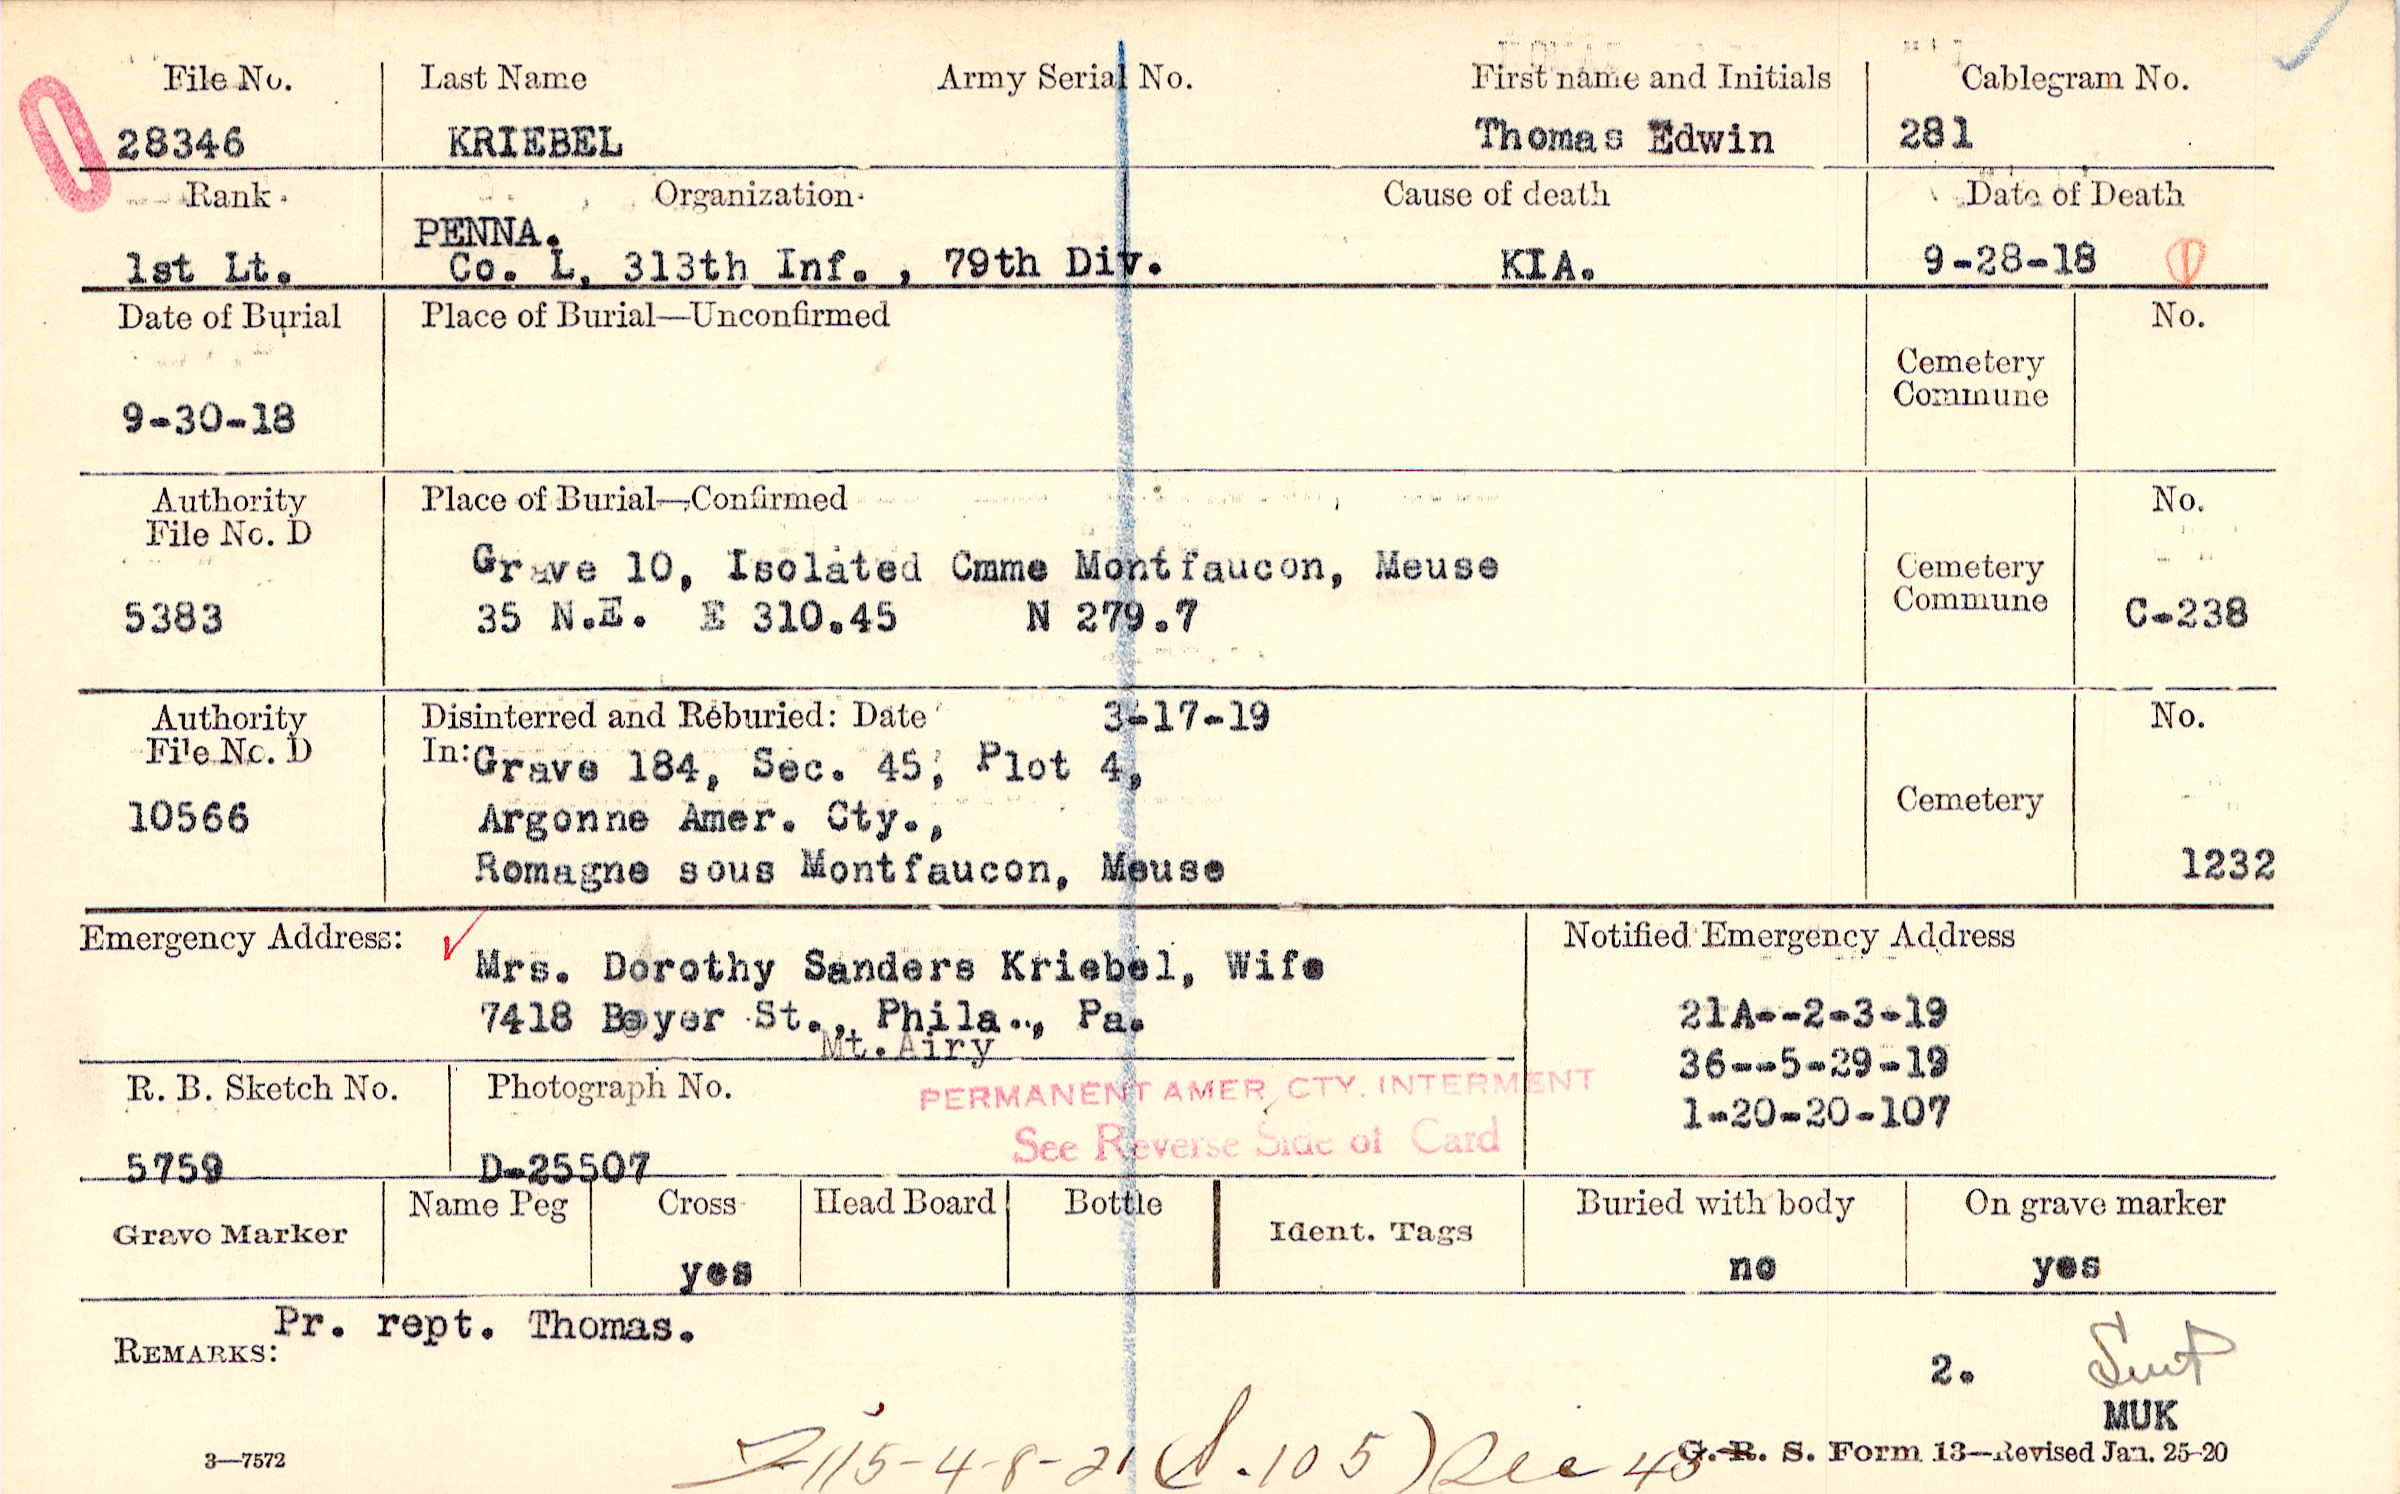 File No. Last Name Army Serial No. First name and Initials Cablegram No.
28346 KRIEBEL Thomas Edwin 281
Rank Organization Cause of death Date of Death
PENNA.
1st Lt. Co. L, 313th Inf., 79th Div. KIA. 9-28-18
Date of Burial Place of Burial—Unconfirmed No.
Cemetery
Commune
9-30-18
Authority Place of Burial—Confirmed No.
File No. D
Grave 10, Isolated Cmme Montfaucon, Meuse Cemetery
5383 35 N.E. E 310.45 N 279.7 Commune C-238
Authority Disinterred and Reburied: Date 3-17-19 No.
File No. D In: Grave 184, Sec. 45, Plot 4,
10566 Argonne Amer. Cty., Cemetery
Romagne sous Montfaucon, Meuse 1232
Emergency Address: Notified Emergency Address
Mrs. Dorothy Sanders Kriebel, Wife
7418 Boyer St., Phila., Pa. 21A--2-3-19
Mt. Airy
36--5-29-19
R. B. Sketch No. Photograph No. PERMANENT AMER. CTY. INTERMENT
1-20-20-107
See Reverse Side of Card
5759 D-25507
Grave Marker Name Peg Cross Head Board Bottle Ident. Tags Buried with body On grave marker
yes no yes
Pr. rept. Thomas.
REMARKS:
2.
MUK
115-4-8-21 (S.105)
3—7572 G. R. S. Form 13—Revised Jan. 25-20